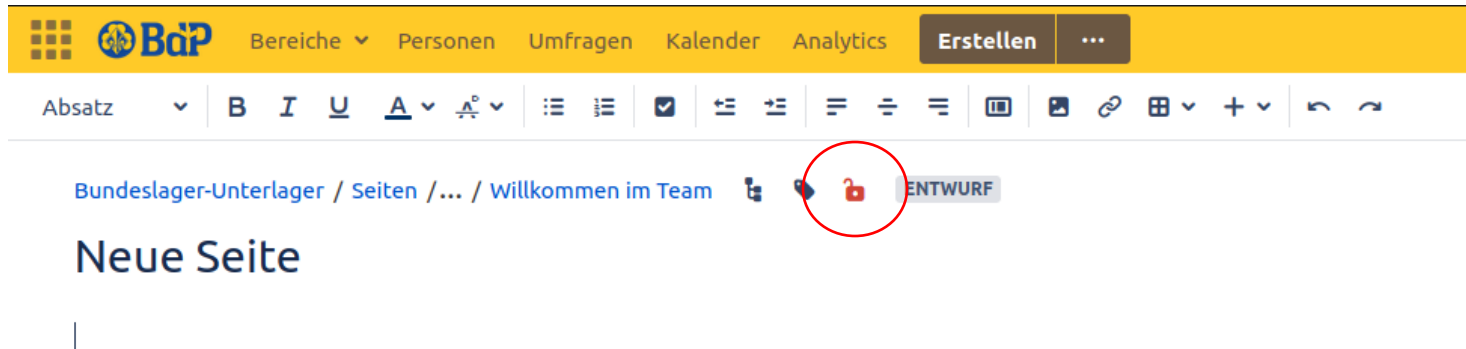 BdP Bereiche Personen Umfragen Kalender Analytics Erstellen ...
Absatz B I U A
Bundeslager-Unterlager / Seiten /... / Willkommen im Team ENTWURF
Neue Seite